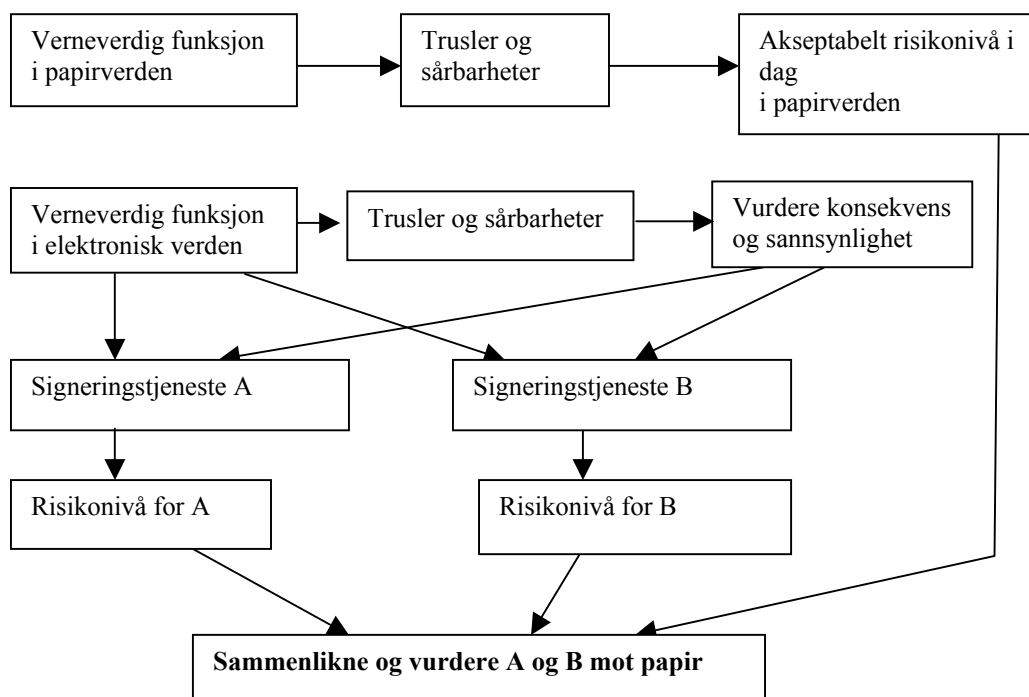 Verneverdig funksjon
i papirverden
Trusler og
sårbarheter
Akseptabelt risikonivå i
dag
i papirverden
Verneverdig funksjon
i elektronisk verden
Trusler og sårbarheter
Vurdere konsekvens
og sannsynlighet
Signeringstjeneste A
Signeringstjeneste B
Risikonivå for A
Risikonivå for B
Sammenlikne og vurdere A og B mot papir